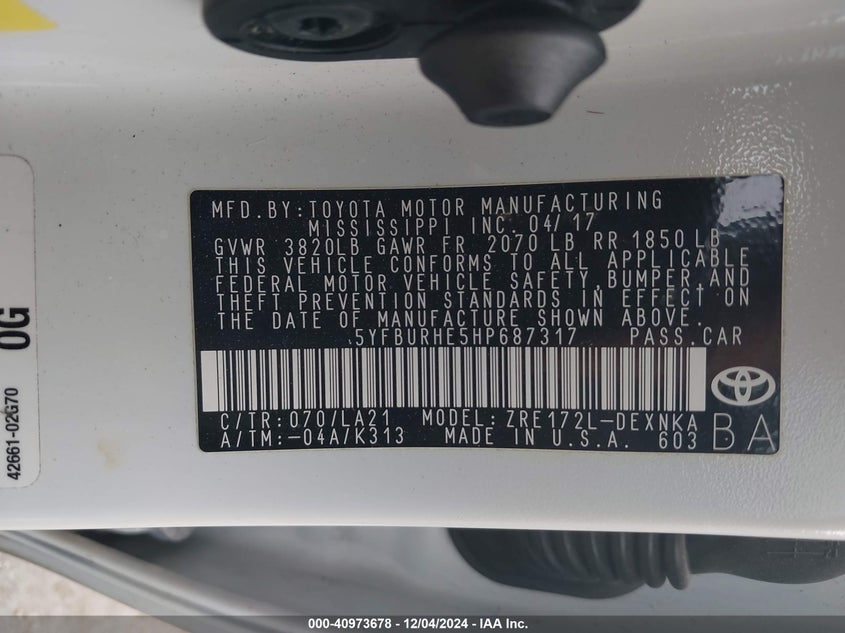 MFD.BY:TOYOTA MOTOR MANUFACTURING
MISSISSIPPI INC. 04/17
GVWR 3820LB GAWR FR 2070 LB RR 1850 LB
THIS VEHICLE CONFORMS TO ALL APPLICABLE
FEDERAL MOTOR VEHICLE SAFETY,BUMPER,AND
THEFT PREVENTION STANDARDS IN EFFECT ON
THE DATE OF MANUFACTURE SHOWN ABOVE.
5YFBURHE5HP687317 PASS.CAR
C/TR:070/LA21 MODEL:ZRE172L-DEXNKA
A/TM:-04A/K313 MADE IN U.S.A. 603
BA
42661-02G70
0G
000-40973678 - 12/04/2024 - IAA Inc.